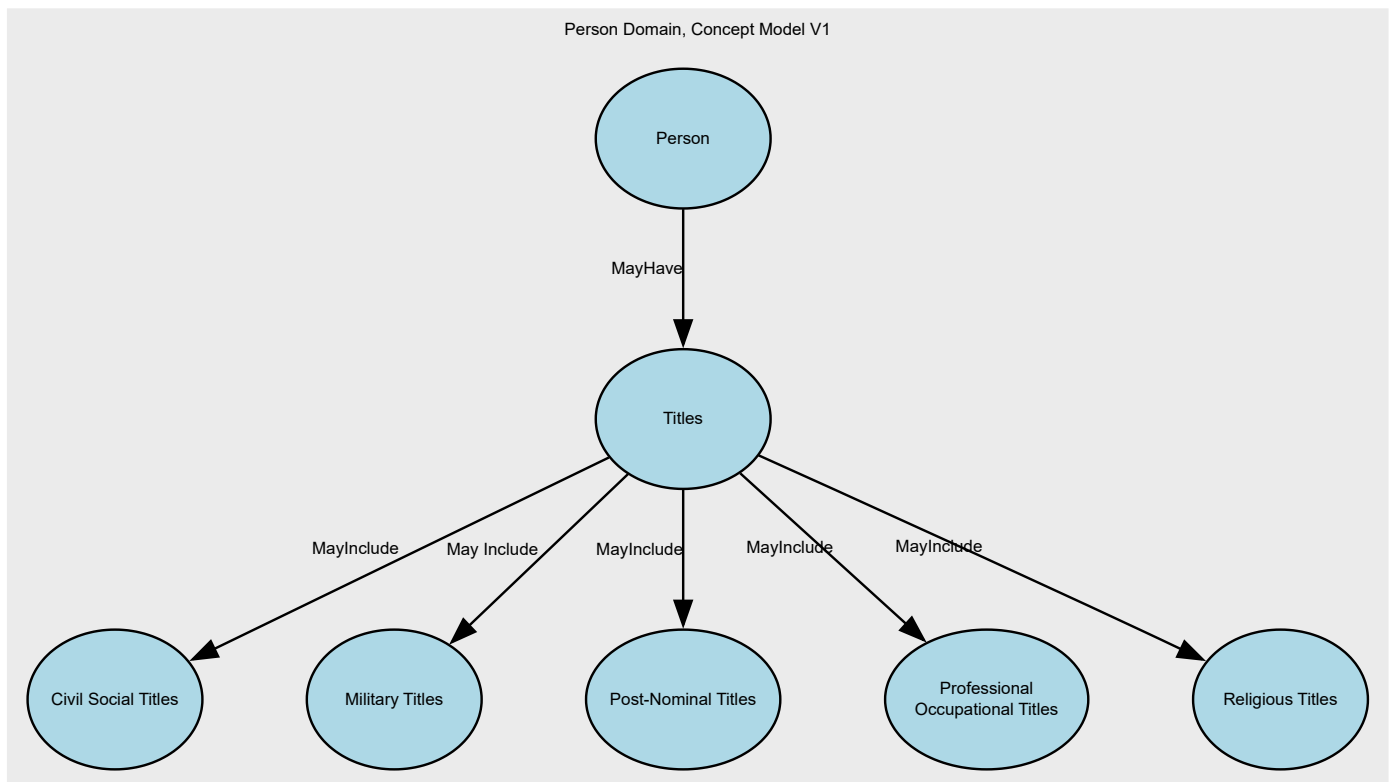 Person Domain, Concept Model V1
Person
MayHave
Titles
MayInclude
May Include
MayInclude
MayInclude
MayInclude
Civil Social Titles
Military Titles
Post-Nominal Titles
Professional
Occupational Titles
Religious Titles